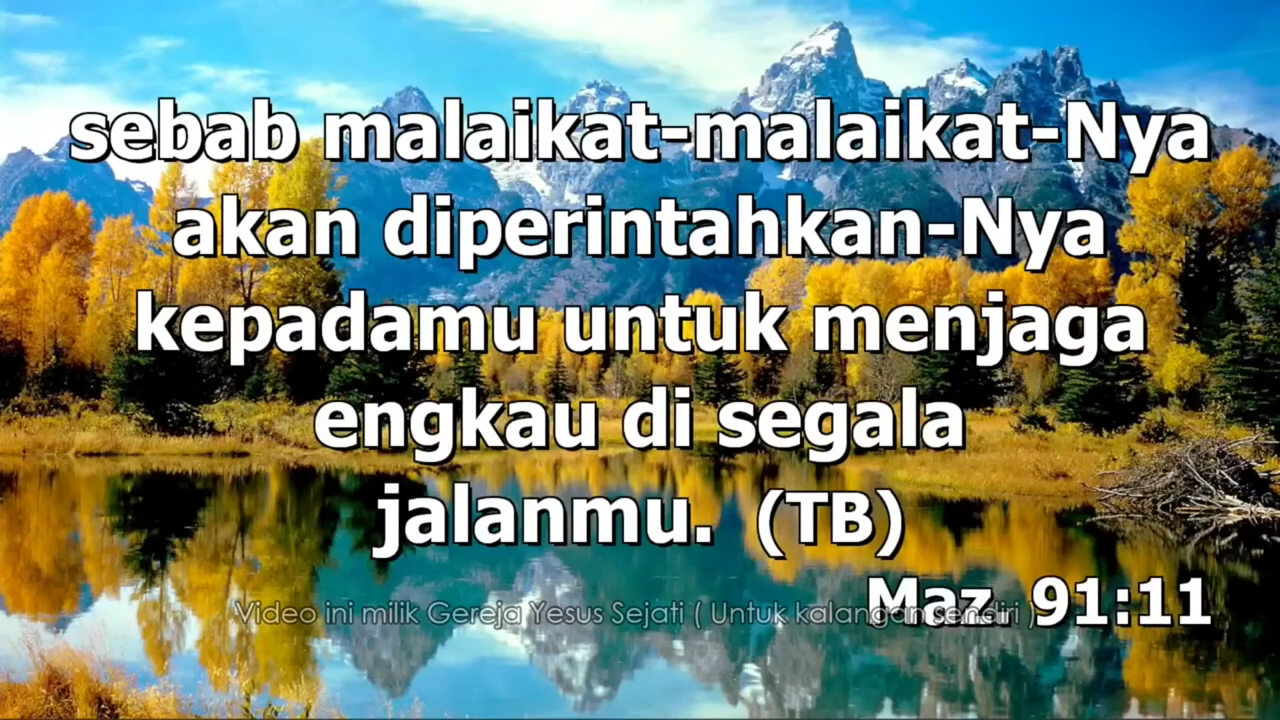 sebab malaikat-malaikat-Nya
akan diperintahkan-Nya
kepadamu untuk menjaga
engkau di segala
jalanmu. (TB)
Maz. 91:11
Video ini milik Gereja Yesus Sejati ( Untuk kalangan sendiri )